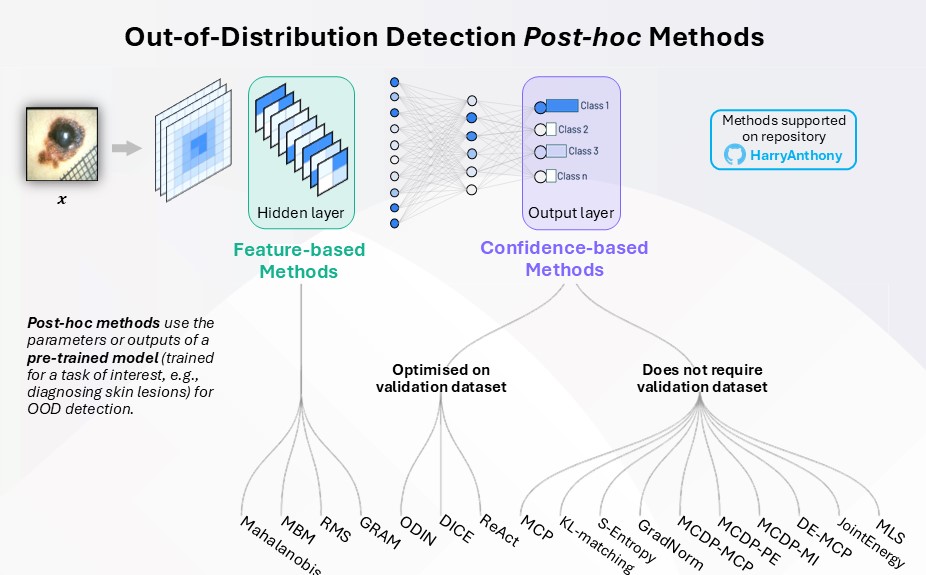 Out-of-Distribution Detection Post-hoc Methods
x
Hidden layer
Class 1
Class 2
Class 3
Class n
Output layer
Methods supported
on repository
HarryAnthony
Feature-based
Methods
Confidence-based
Methods
Post-hoc methods use the
parameters or outputs of a
pre-trained model (trained
for a task of interest, e.g.,
diagnosing skin lesions) for
OOD detection.
Optimised on
validation dataset
Does not require
validation dataset
Mahalanobis
MBM
RMS
GRAM
ODIN
DICE
ReAct
MCP
KL-matching
S-Entropy
GradNorm
MCDP-MCP
MCDP-PE
MCDP-MI
DE-MCP
JointEnergy
MLS